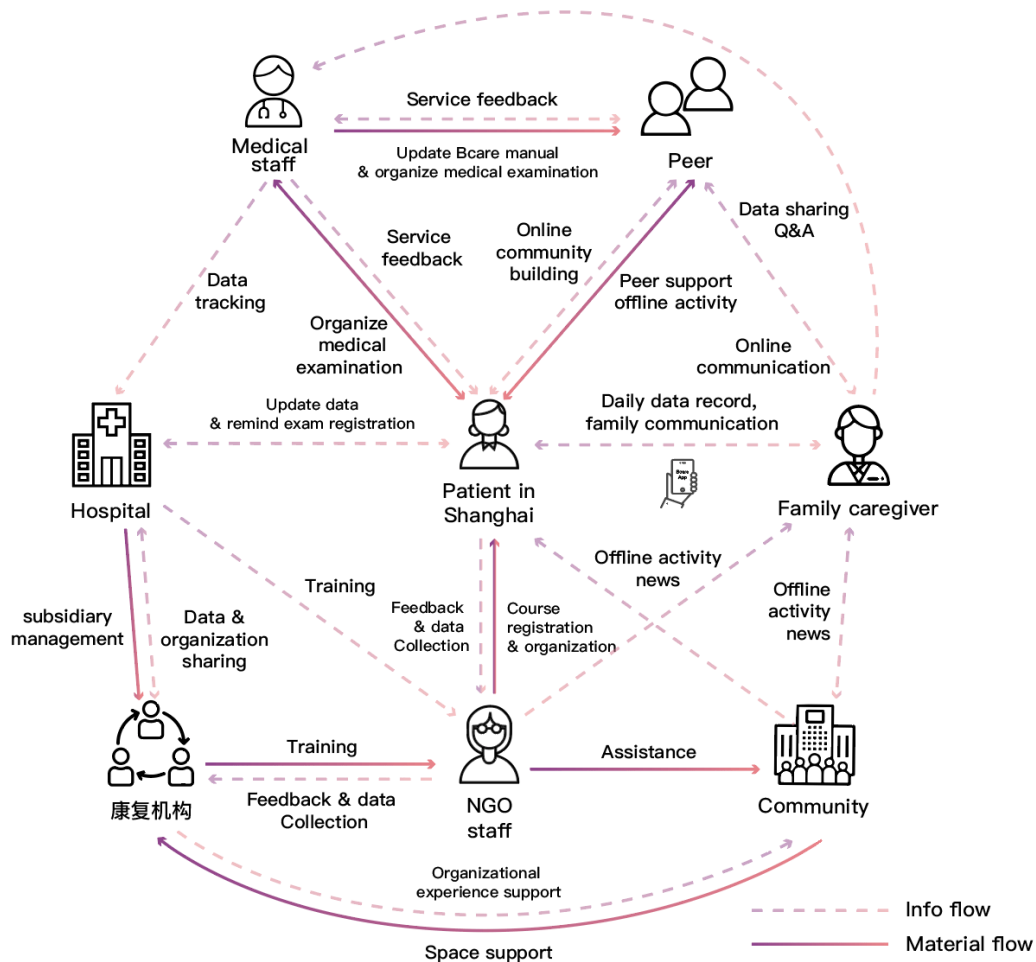 Service feedback
Medical
staff
Update Bcare manual
& organize medical examination
Peer
Data sharing
Q&A
Service
feedback
Online
community
building
Data
tracking
Peer support
offline activity
Organize
medical
examination
Online
communication
Update data
& remind exam registration
Daily data record,
family communication
Bcare
App
Hospital
Patient in
Shanghai
Family caregiver
Training
Offline activity
news
subsidiary
management
Data &
organization
sharing
Feedback
& data
Collection
Course
registration
& organization
Offline
activity
news
Training
Assistance
康复机构
Feedback & data
Collection
NGO
staff
Community
Organizational
experience support
Space support
Info flow
Material flow